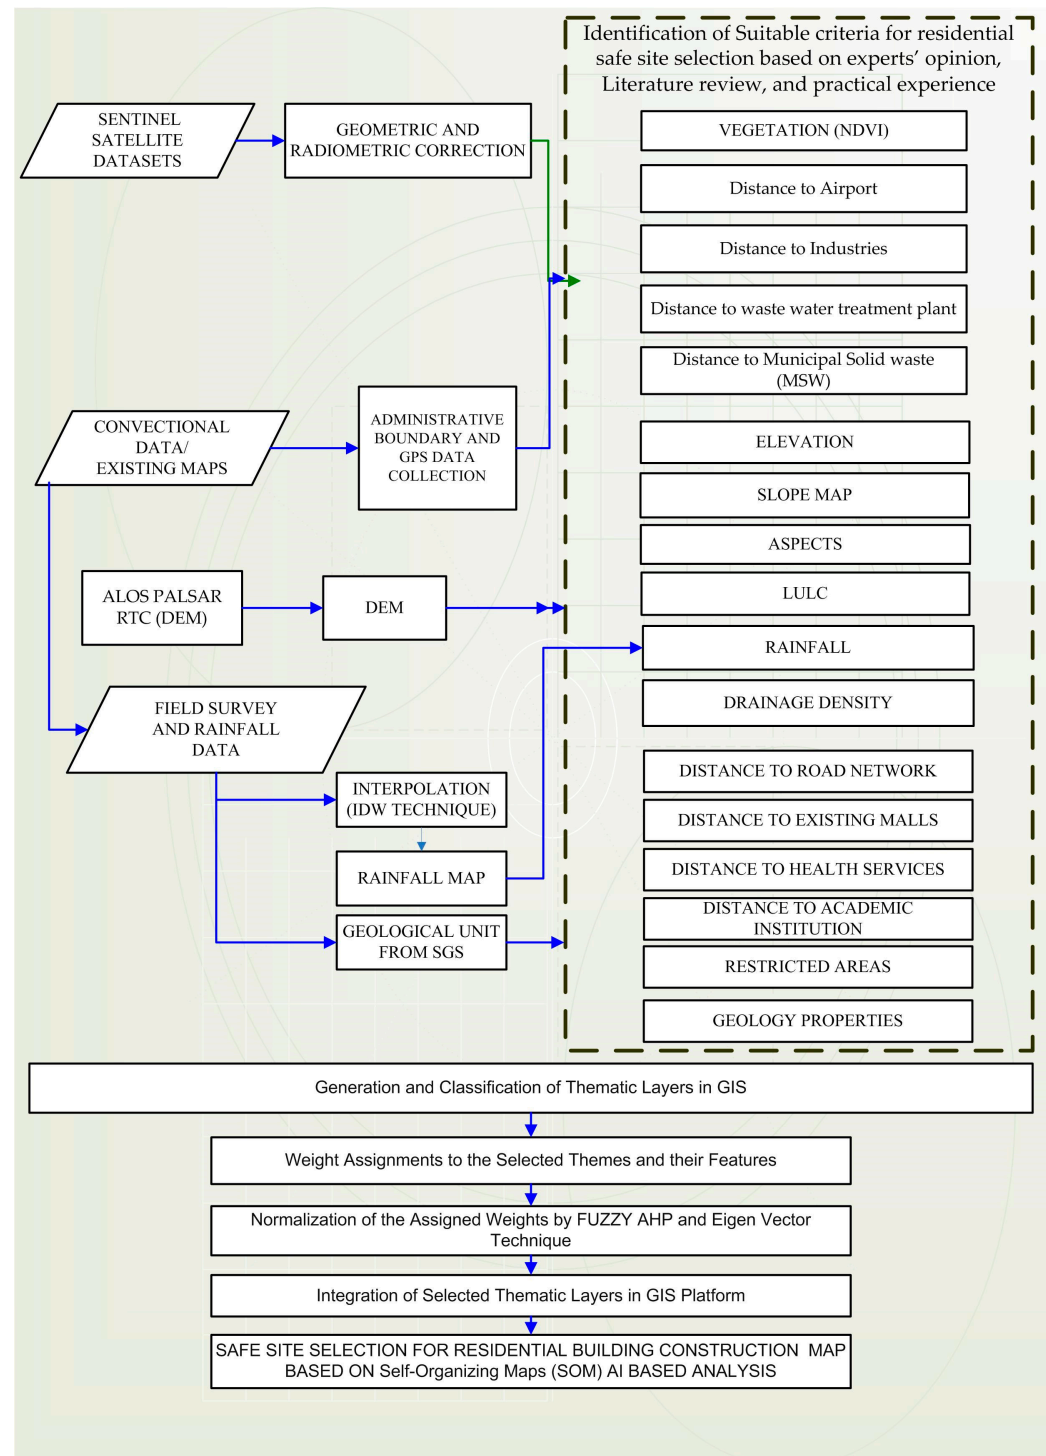 Identification of Suitable criteria for residential
safe site selection based on experts' opinion,
Literature review, and practical experience
SENTINEL
SATELLITE
DATASETS
GEOMETRIC AND
RADIOMETRIC CORRECTION
VEGETATION (NDVI)
Distance to Airport
Distance to Industries
Distance to waste water treatment plant
Distance to Municipal Solid waste
(MSW)
CONVECTIONAL
DATA/
EXISTING MAPS
ADMINISTRATIVE
BOUNDARY AND
GPS DATA
COLLECTION
ELEVATION
SLOPE MAP
ASPECTS
LULC
ALOS PALSAR
RTC (DEM)
DEM
RAINFALL
DRAINAGE DENSITY
FIELD SURVEY
AND RAINFALL
DATA
INTERPOLATION
(IDW TECHNIQUE)
RAINFALL MAP
GEOLOGICAL UNIT
FROM SGS
DISTANCE TO ROAD NETWORK
DISTANCE TO EXISTING MALLS
DISTANCE TO HEALTH SERVICES
DISTANCE TO ACADEMIC
INSTITUTION
RESTRICTED AREAS
GEOLOGY PROPERTIES
Generation and Classification of Thematic Layers in GIS
Weight Assignments to the Selected Themes and their Features
Normalization of the Assigned Weights by FUZZY AHP and Eigen Vector
Technique
Integration of Selected Thematic Layers in GIS Platform
SAFE SITE SELECTION FOR RESIDENTIAL BUILDING CONSTRUCTION MAP
BASED ON Self-Organizing Maps (SOM) AI BASED ANALYSIS